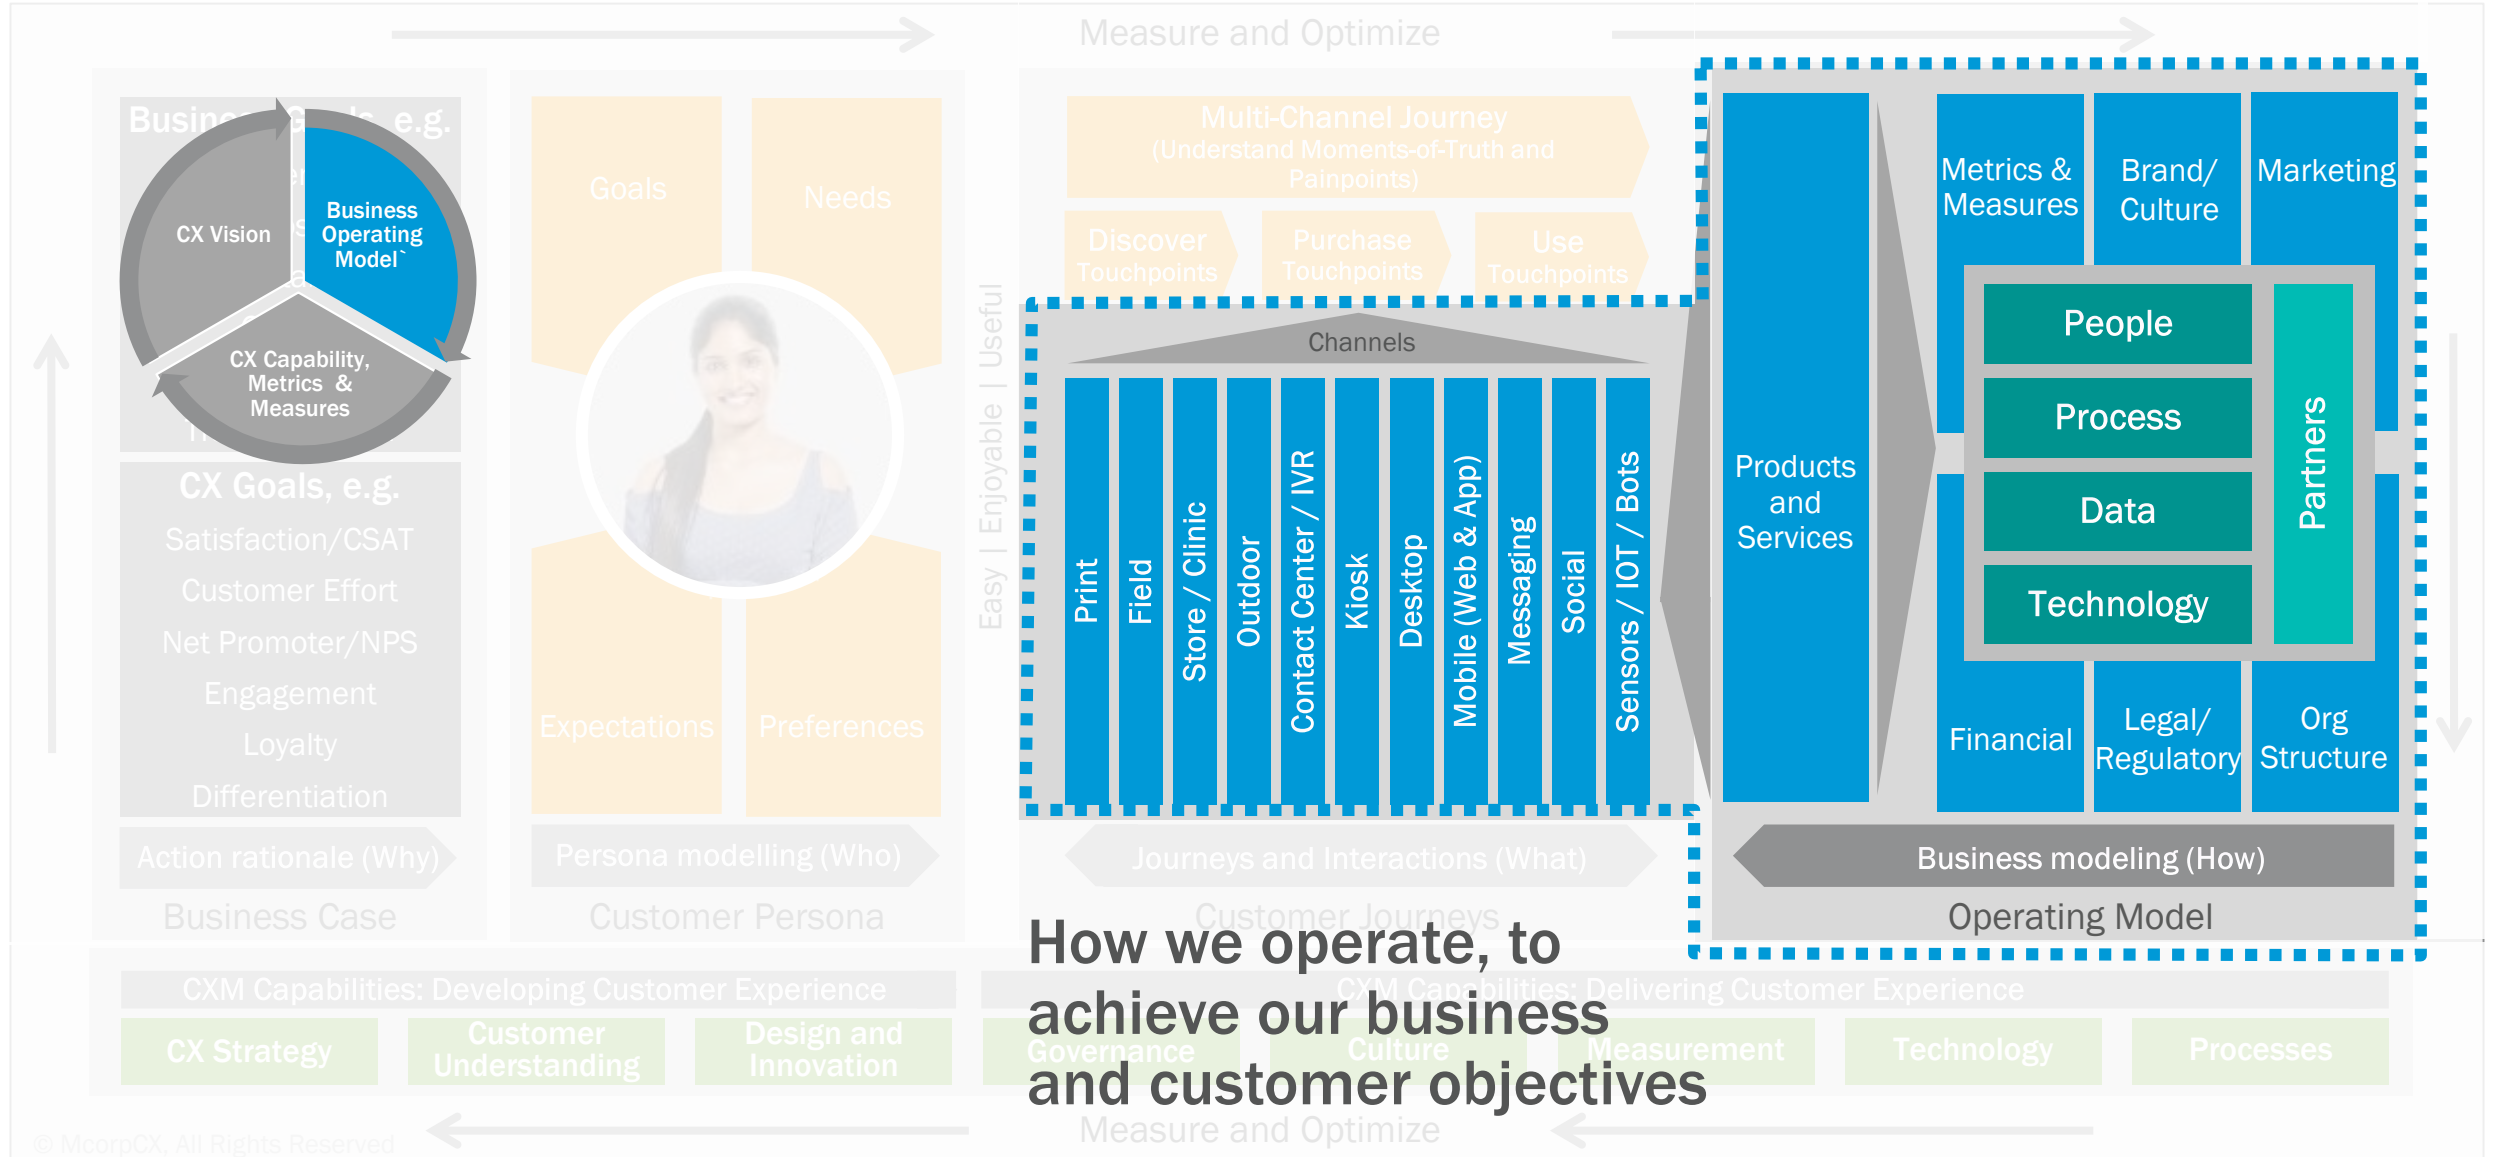 Measure and Optimize
Business Goals, e.g.
CX Vision
Business
Operating
Model`
CX Capability,
Metrics &
Measures
CX Goals, e.g.
Satisfaction/CSAT
Customer Effort
Net Promoter/NPS
Engagement
Loyalty
Differentiation
Action rationale (Why)
Business Case
Goals
Needs
Expectations
Preferences
Persona modelling (Who)
Customer Persona
Easy | Enjoyable | Useful
Multi-Channel Journey
(Understand Moments-of-Truth and
Painpoints)
Discover
Touchpoints
Purchase
Touchpoints
Use
Touchpoints
Channels
Print
Field
Store / Clinic
Outdoor
Contact Center / IVR
Kiosk
Desktop
Mobile (Web & App)
Messaging
Social
Sensors / IOT / Bots
Journeys and Interactions (What)
Customer Journeys
Products
and
Services
Metrics &
Measures
Brand/
Culture
Marketing
People
Process
Data
Technology
Partners
Financial
Legal/
Regulatory
Org
Structure
Business modeling (How)
Operating Model
How we operate, to
achieve our business
and customer objectives
CXM Capabilities: Developing Customer Experience
CXM Capabilities: Delivering Customer Experience
CX Strategy
Customer
Understanding
Design and
Innovation
Governance
Culture
Measurement
Technology
Processes
Measure and Optimize
© McorpCX, All Rights Reserved